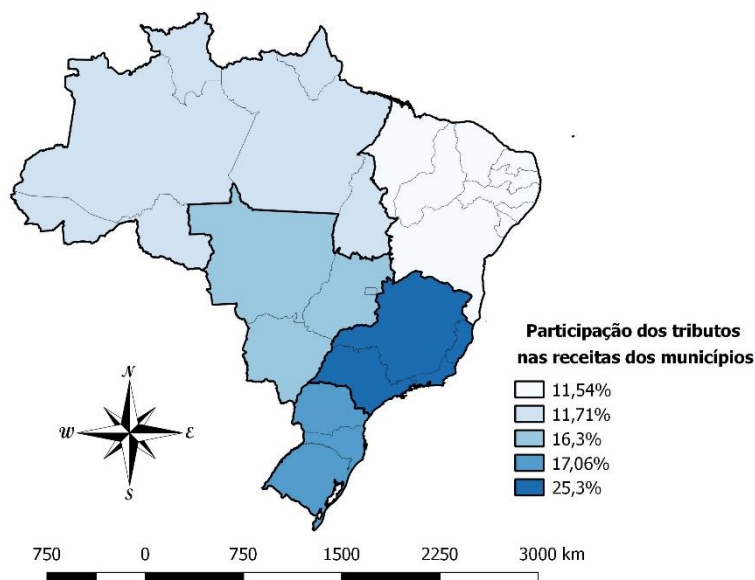 Participação dos tributos
nas receitas dos municípios
11,54%
11,71%
16,3%
17,06%
25,3%
N
W E
S
750 0 750 1500 2250 3000 km